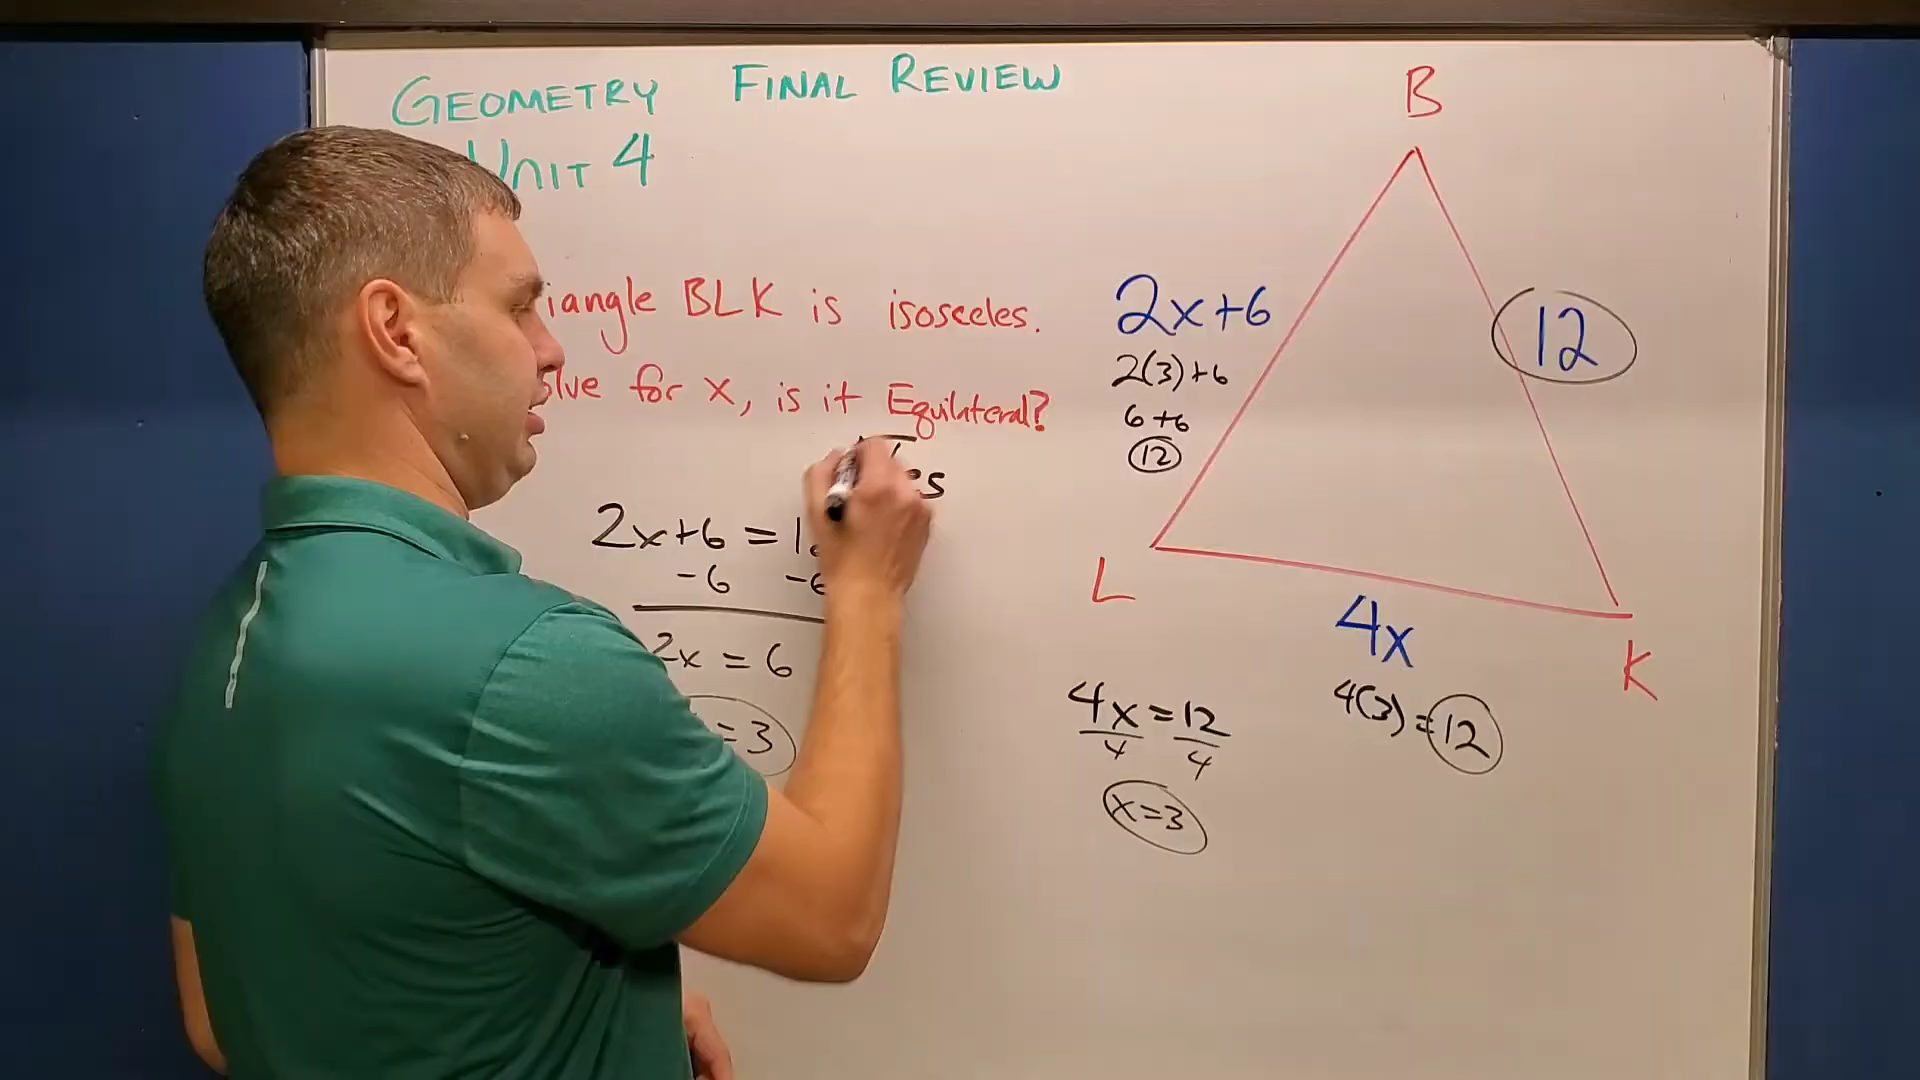 GEOMETRY FINAL REVIEW
UNIT 4
iangle BLK is isosceles.
lve for x, is it Equilateral?
2x+6 = 1
-6 -6
2x = 6
=3
B
2x+6
2(3)+6
6+6
12
12
L
4x
K
4(3) = 12
4x = 12
4 4
x=3